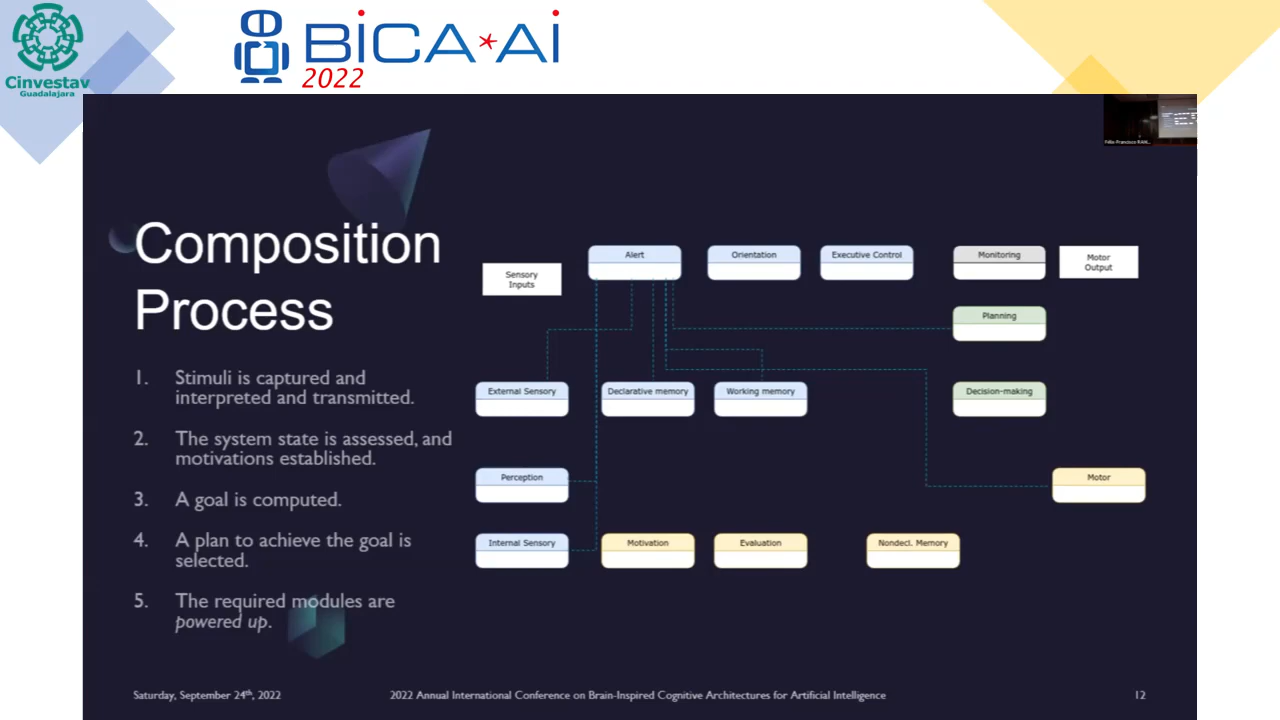 Cinvestav
Guadalajara
BiCA*Ai
2022
Composition
Process
1. Stimuli is captured and
interpreted and transmitted.
2. The system state is assessed, and
motivations established.
3. A goal is computed.
4. A plan to achieve the goal is
selected.
5. The required modules are
powered up.
Sensory
Inputs
Alert
Orientation
Executive Control
Monitoring
Motor
Output
Planning
External Sensory
Declarative memory
Working memory
Decision-making
Perception
Motor
Internal Sensory
Motivation
Evaluation
Nondecl. Memory
Saturday, September 24th, 2022
2022 Annual International Conference on Brain-Inspired Cognitive Architectures for Artificial Intelligence
12